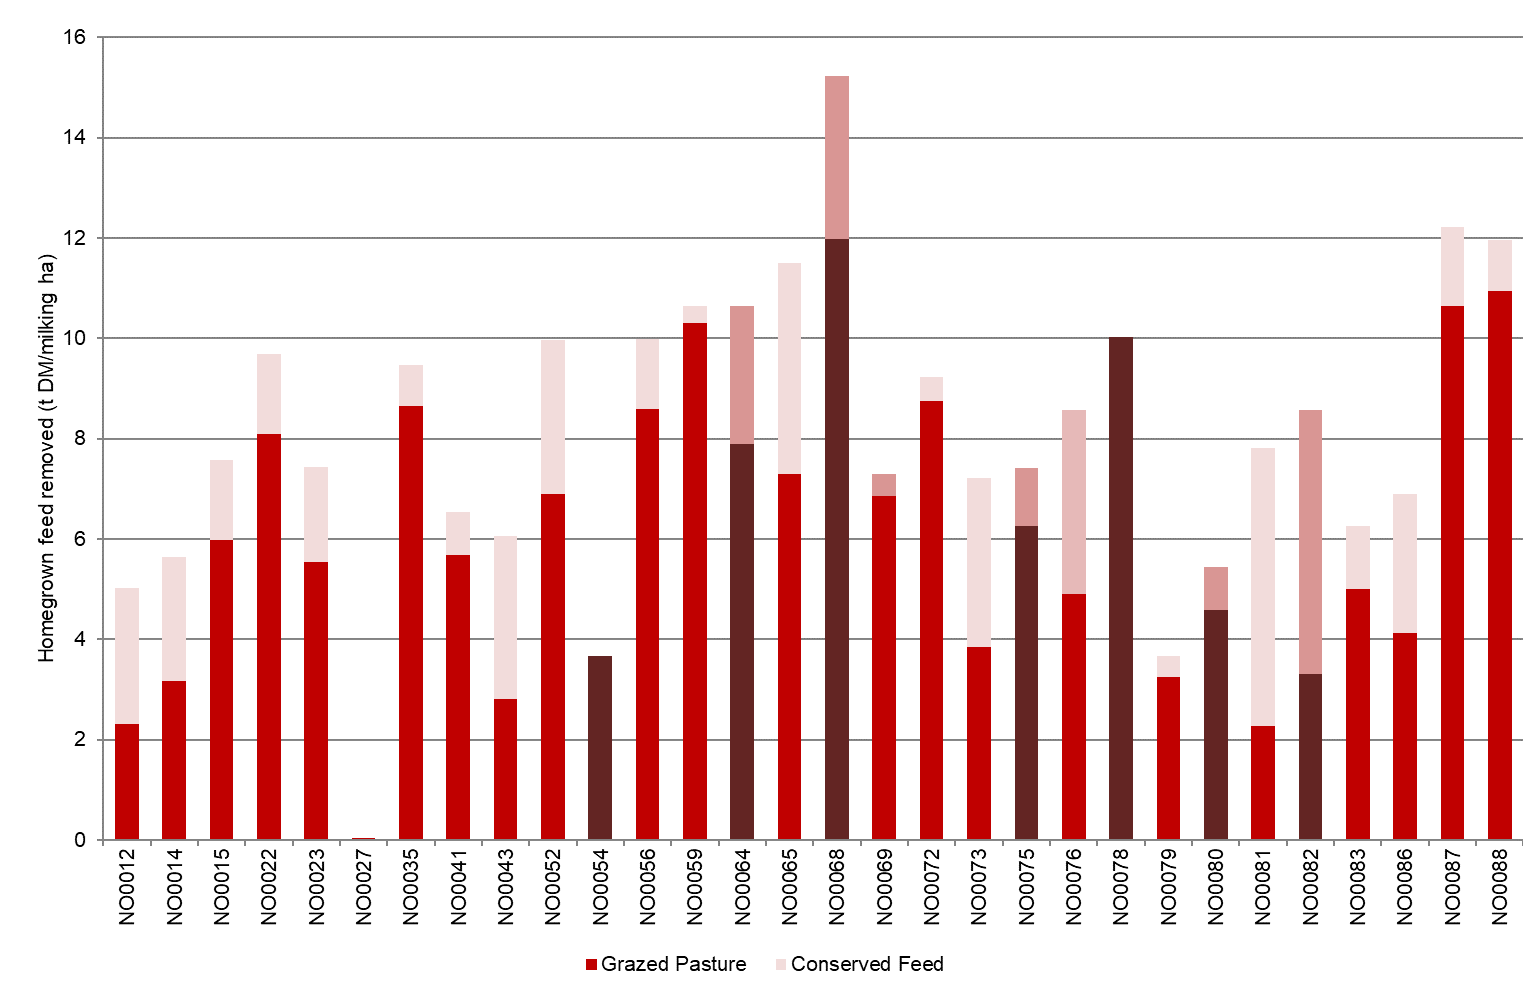 Homegrown feed removed (t DM/milking ha)
16
14
12
10
8
6
4
2
0
NO0012
NO0014
NO0015
NO0022
NO0023
NO0027
NO0035
NO0041
NO0043
NO0052
NO0054
NO0056
NO0059
NO0064
NO0065
NO0068
NO0069
NO0072
NO0073
NO0075
NO0076
NO0078
NO0079
NO0080
NO0081
NO0082
NO0083
NO0086
NO0087
NO0088
Grazed Pasture
Conserved Feed